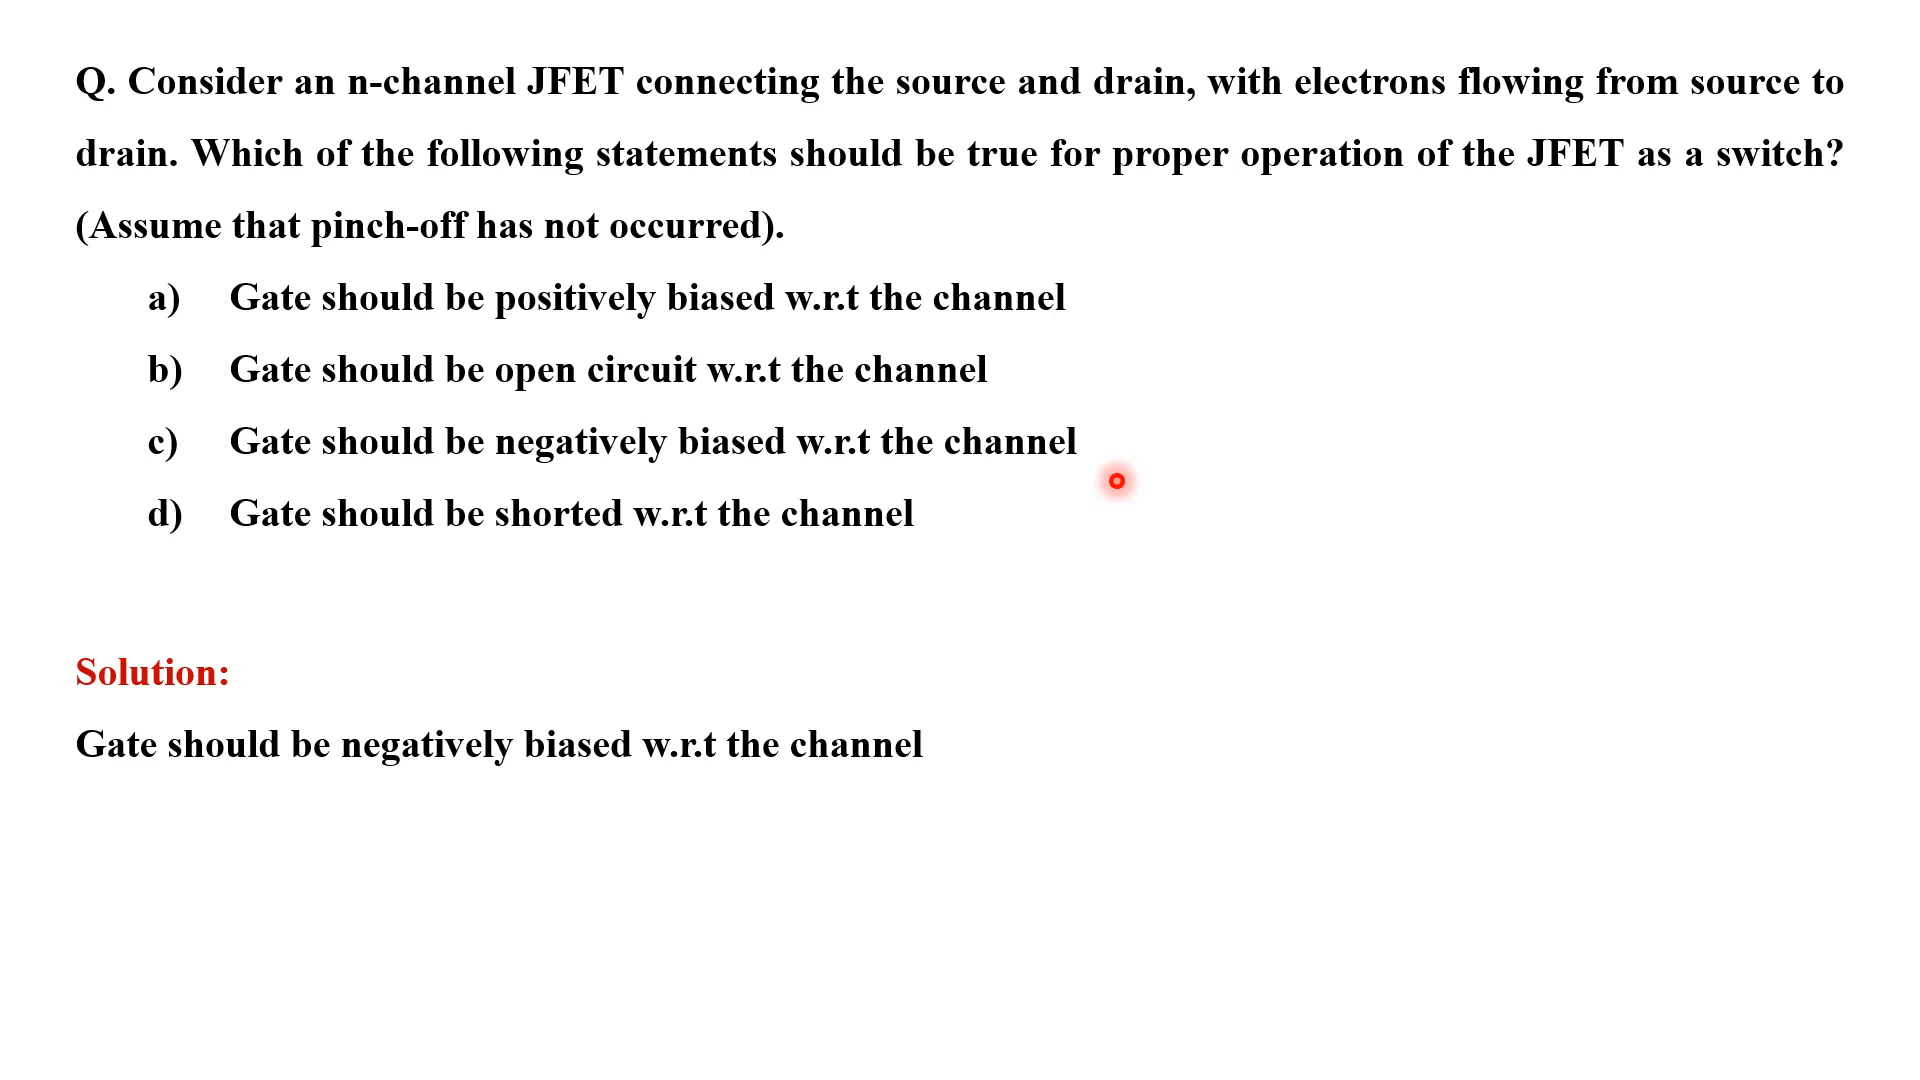 Q. Consider an n-channel JFET connecting the source and drain, with electrons flowing from source to
drain. Which of the following statements should be true for proper operation of the JFET as a switch?
(Assume that pinch-off has not occurred).
a) Gate should be positively biased w.r.t the channel
b) Gate should be open circuit w.r.t the channel
c) Gate should be negatively biased w.r.t the channel
d) Gate should be shorted w.r.t the channel
Solution:
Gate should be negatively biased w.r.t the channel